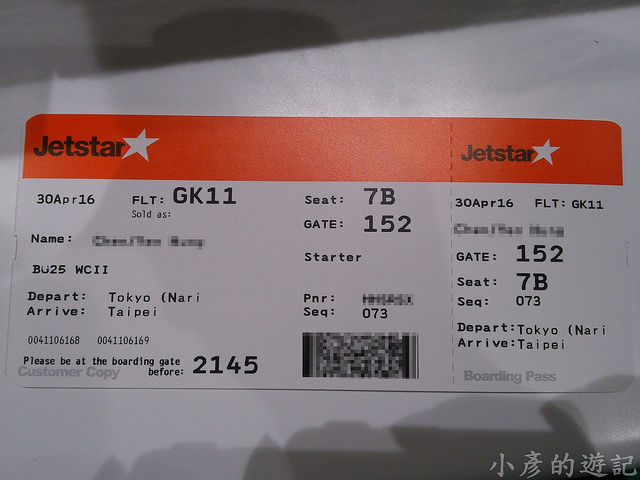 Jetstar
30Apr16 FLT: GK11
Sold as:
Seat: 7B
GATE: 152
Name:
Starter
BG25 WCII
Depart: Tokyo (Nari
Arrive: Taipei
Pnr:
Seq: 073
0041106168 0041106169
Please be at the boarding gate
before: 2145
Customer Copy
Jetstar
30Apr16 FLT: GK11
GATE: 152
Seat: 7B
Seq: 073
Depart: Tokyo (Nari
Arrive: Taipei
Boarding Pass
小彥的遊記